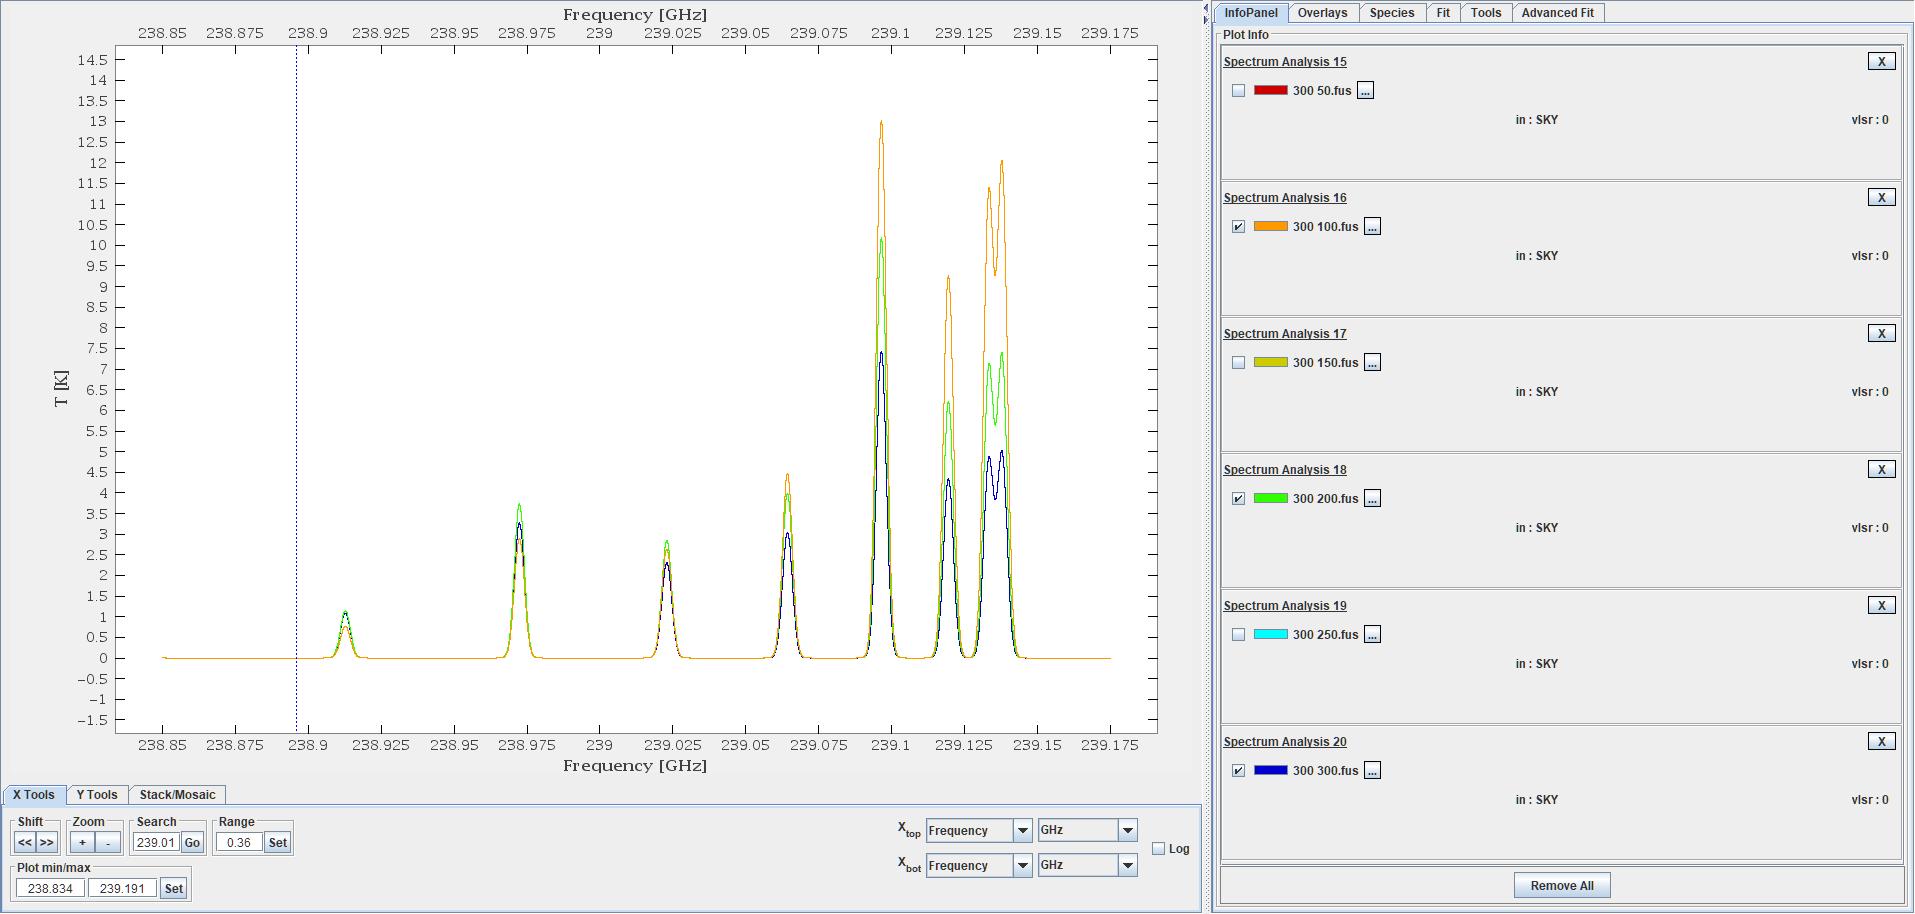 Frequency [GHz]
238.85 238.875 238.9 238.925 238.95 238.975 239 239.025 239.05 239.075 239.1 239.125 239.15 239.175
14.5
14
13.5
13
12.5
12
11.5
11
10.5
10
9.5
9
8.5
8
7.5
7
6.5
6
5.5
5
4.5
4
3.5
3
2.5
2
1.5
1
0.5
0
−0.5
−1
−1.5
T [K]
238.85 238.875 238.9 238.925 238.95 238.975 239 239.025 239.05 239.075 239.1 239.125 239.15 239.175
Frequency [GHz]
X Tools Y Tools Stack/Mosaic
Shift Zoom Search Range
<< >> + - 239.01 Go 0.36 Set
Plot min/max
238.834 239.191 Set
Xtop Frequency GHz
Xbot Frequency GHz
Log
InfoPanel Overlays Species Fit Tools Advanced Fit
Plot Info
Spectrum Analysis 15 X
300 50.fus ...
in : SKY vlsr : 0
Spectrum Analysis 16 X
300 100.fus ...
in : SKY vlsr : 0
Spectrum Analysis 17 X
300 150.fus ...
in : SKY vlsr : 0
Spectrum Analysis 18 X
300 200.fus ...
in : SKY vlsr : 0
Spectrum Analysis 19 X
300 250.fus ...
in : SKY vlsr : 0
Spectrum Analysis 20 X
300 300.fus ...
in : SKY vlsr : 0
Remove All